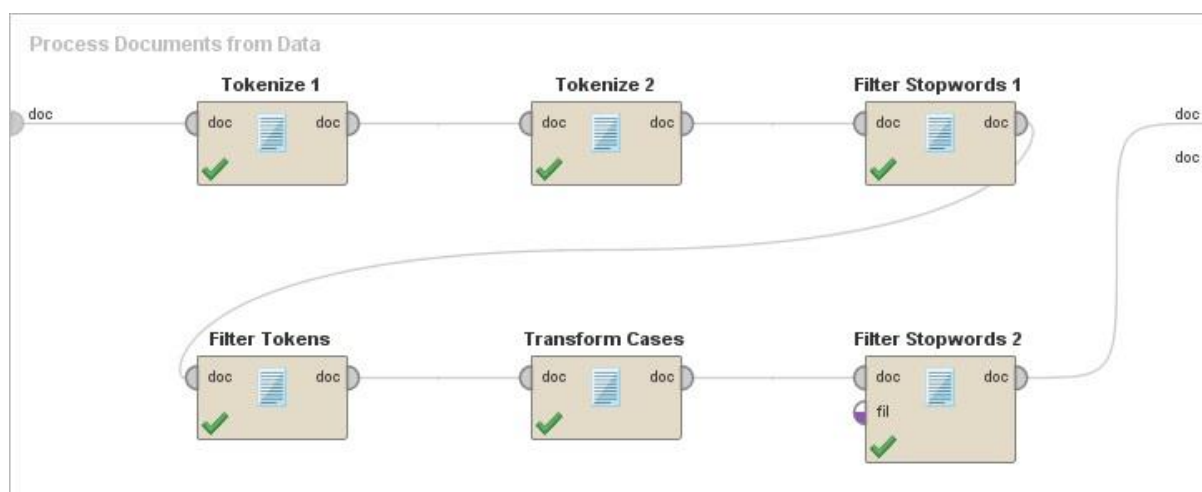 Process Documents from Data
Tokenize 1 Tokenize 2 Filter Stopwords 1
doc doc doc doc doc doc doc doc
doc
Filter Tokens Transform Cases Filter Stopwords 2
doc doc doc doc doc doc
fil